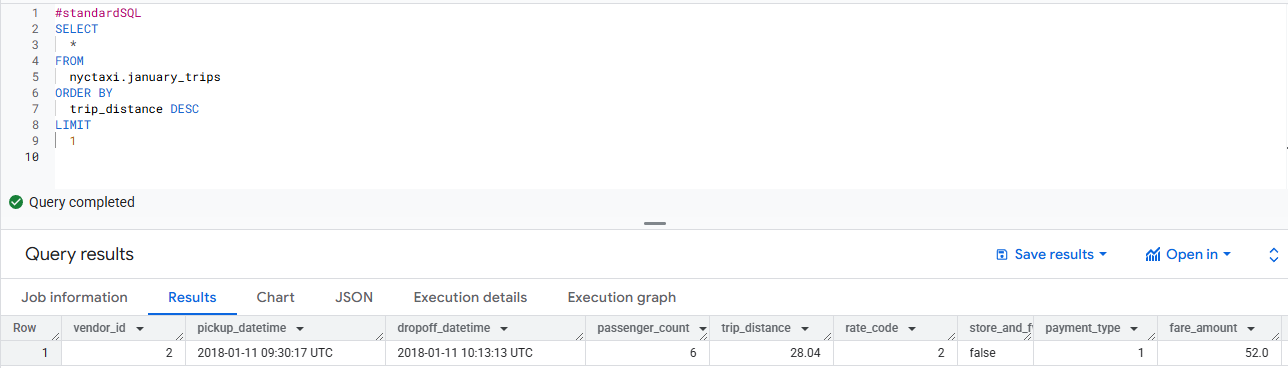 1 #standardSQL
2 SELECT
3 *
4 FROM
5 nyctaxi.january_trips
6 ORDER BY
7 trip_distance DESC
8 LIMIT
9 1
10
Query completed
Query results Save results Open in
Job information Results Chart JSON Execution details Execution graph
Row vendor_id pickup_datetime dropoff_datetime passenger_count trip_distance rate_code store_and_f payment_type fare_amount
1 2 2018-01-11 09:30:17 UTC 2018-01-11 10:13:13 UTC 6 28.04 2 false 1 52.0